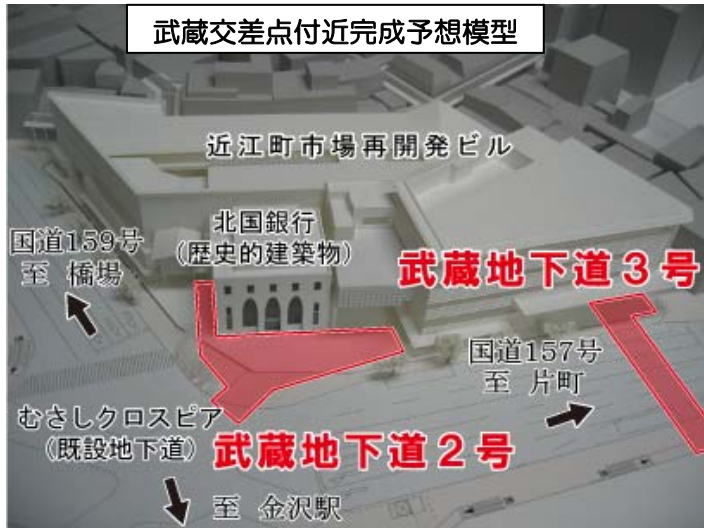 武蔵交差点付近完成予想模型
近江町市場再開発ビル
北国銀行
(歴史的建築物)
国道159号
至 橋場
武蔵地下道3号
国道157号
至 片町
むさしクロスピア
(既設地下道)
武蔵地下道2号
至 金沢駅